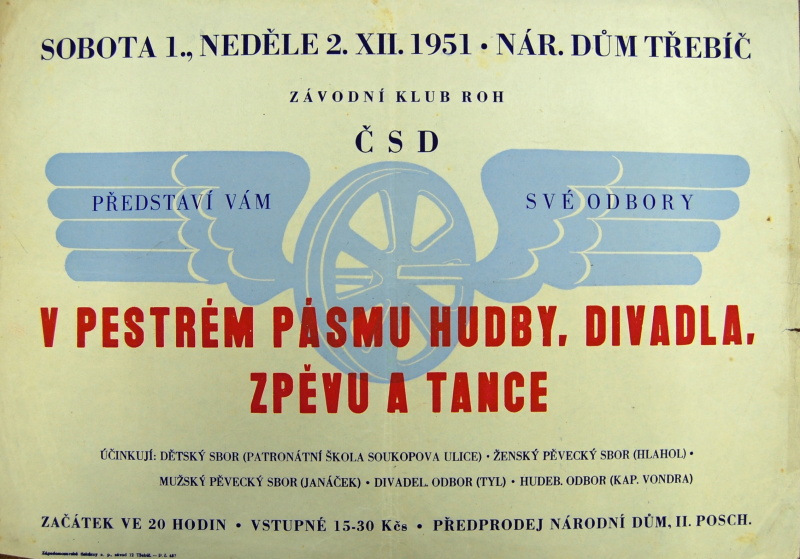 SOBOTA 1., NEDĚLE 2. XII. 1951 • NÁR. DŮM TŘEBÍČ
ZÁVODNÍ KLUB ROH
ČSD
PŘEDSTAVÍ VÁM SVÉ ODBORY
V PESTRÉM PÁSMU HUDBY, DIVADLA,
ZPĚVU A TANCE
ÚČINKUJÍ: DĚTSKÝ SBOR (PATRONÁTNÍ ŠKOLA SOUKOPOVA ULICE) • ŽENSKÝ PĚVECKÝ SBOR (HLAHOL) •
MUŽSKÝ PĚVECKÝ SBOR (JANÁČEK) • DIVADEL. ODBOR (TYL) • HUDEB. ODBOR (KAP. VONDRA)
ZAČÁTEK VE 20 HODIN • VSTUPNÉ 15-30 Kčs • PŘEDPRODEJ NÁRODNÍ DŮM, II. POSCH.